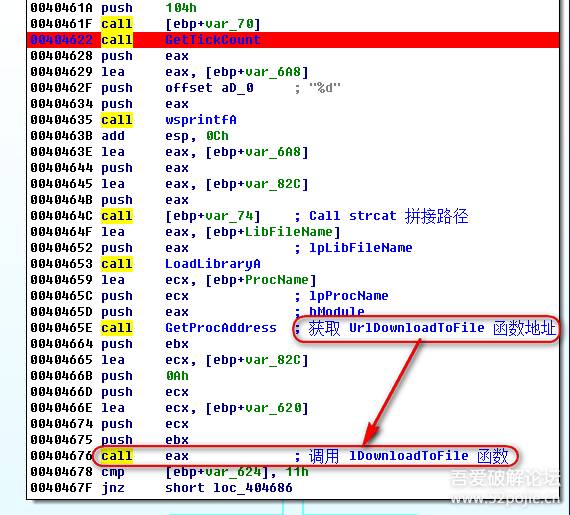 0040461A push 104h
0040461F call [ebp+var_70]
00404622 call GetTickCount
00404628 push eax
00404629 lea eax, [ebp+var_6A8]
0040462F push offset aD_0 ; "%d"
00404634 push eax
00404635 call wsprintfA
0040463B add esp, 0Ch
0040463E lea eax, [ebp+var_6A8]
00404644 push eax
00404645 lea eax, [ebp+var_82C]
0040464B push eax
0040464C call [ebp+var_74] ; Call strcat 拼接路径
0040464F lea eax, [ebp+LibFileName]
00404652 push eax ; lpLibFileName
00404653 call LoadLibraryA
00404659 lea ecx, [ebp+ProcName]
0040465C push ecx ; lpProcName
0040465D push eax ; hModule
0040465E call GetProcAddress ; 获取 UrlDownloadToFile 函数地址
00404664 push ebx
00404665 lea ecx, [ebp+var_82C]
0040466B push 0Ah
0040466D push ecx
0040466E lea ecx, [ebp+var_620]
00404674 push ecx
00404675 push ebx
00404676 call eax ; 调用 lDownloadToFile 函数
00404678 cmp [ebp+var_624], 11h
0040467F jnz short loc_404686
吾爱破解论坛
www.52pojie.cn